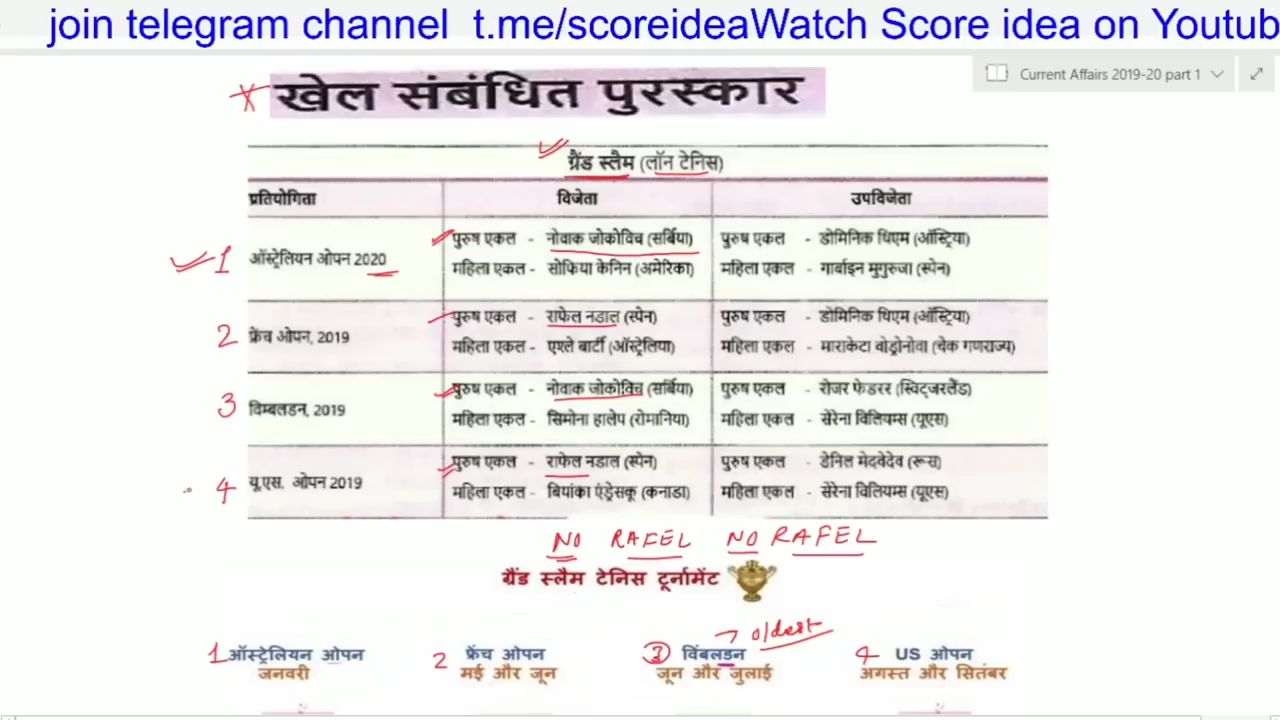 join telegram channel t.me/scoreideaWatch Score idea on Youtub
Current Affairs 2019-20 part 1
खेल संबंधित पुरस्कार
ग्रैंड स्लैम (लॉन टेनिस)
प्रतियोगिता विजेता उपविजेता
1 ऑस्ट्रेलियन ओपन 2020
पुरुष एकल - नोवाक जोकोविच (सर्बिया) पुरुष एकल - डोमिनिक थिएम (ऑस्ट्रिया)
महिला एकल - सोफिया केनिन (अमेरिका) महिला एकल - गार्बाइन मुगुरुजा (स्पेन)
2 फ्रेंच ओपन, 2019
पुरुष एकल - राफेल नडाल (स्पेन) पुरुष एकल - डोमिनिक थिएम (ऑस्ट्रिया)
महिला एकल - एश्ले बार्टी (ऑस्ट्रेलिया) महिला एकल - माराकेटा वोड्रोनोवा (चेक गणराज्य)
3 विम्बलडन, 2019
पुरुष एकल - नोवाक जोकोविच (सर्बिया) पुरुष एकल - रोजर फेडरर (स्विट्जरलैंड)
महिला एकल - सिमोना हालेप (रोमानिया) महिला एकल - सेरेना विलियम्स (यूएस)
4 यू.एस. ओपन 2019
पुरुष एकल - राफेल नडाल (स्पेन) पुरुष एकल - डेनिल मेदवेदेव (रूस)
महिला एकल - बियांका एंड्रेसकू (कनाडा) महिला एकल - सेरेना विलियम्स (यूएस)
NO RAFEL NO RAFEL
ग्रैंड स्लैम टेनिस टूर्नामेंट
→ oldest
1 ऑस्ट्रेलियन ओपन 2 फ्रेंच ओपन 3 विंबलडन 4 US ओपन
जनवरी मई और जून जून और जुलाई अगस्त और सितंबर